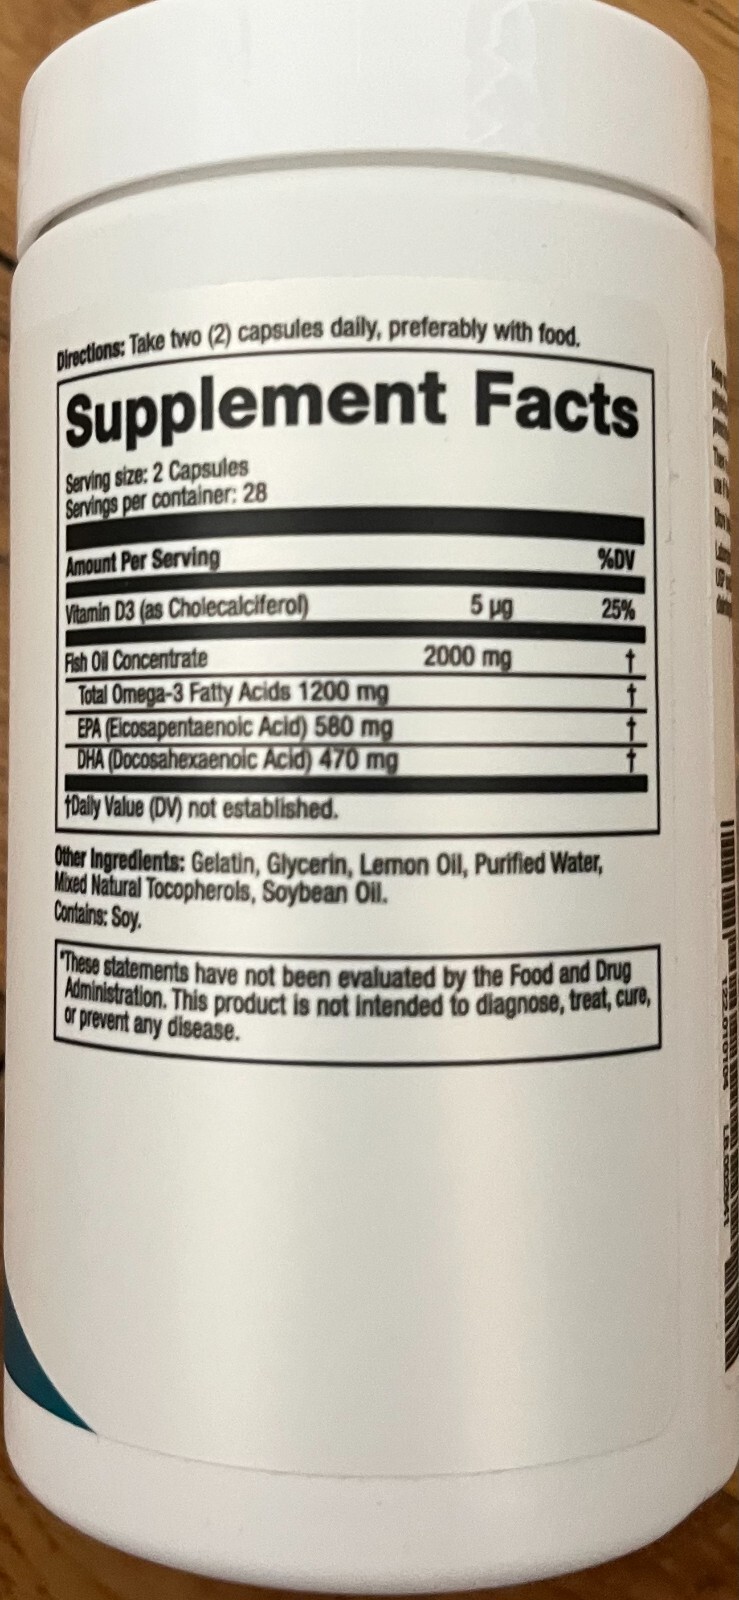 Directions: Take two (2) capsules daily, preferably with food.
Supplement Facts
Serving size: 2 Capsules
Servings per container: 28
Amount Per Serving %DV
Vitamin D3 (as Cholecalciferol) 5 µg 25%
Fish Oil Concentrate 2000 mg †
Total Omega-3 Fatty Acids 1200 mg †
EPA (Eicosapentaenoic Acid) 580 mg †
DHA (Docosahexaenoic Acid) 470 mg †
†Daily Value (DV) not established.
Other Ingredients: Gelatin, Glycerin, Lemon Oil, Purified Water,
Mixed Natural Tocopherols, Soybean Oil.
Contains: Soy.
*These statements have not been evaluated by the Food and Drug
Administration. This product is not intended to diagnose, treat, cure,
or prevent any disease.